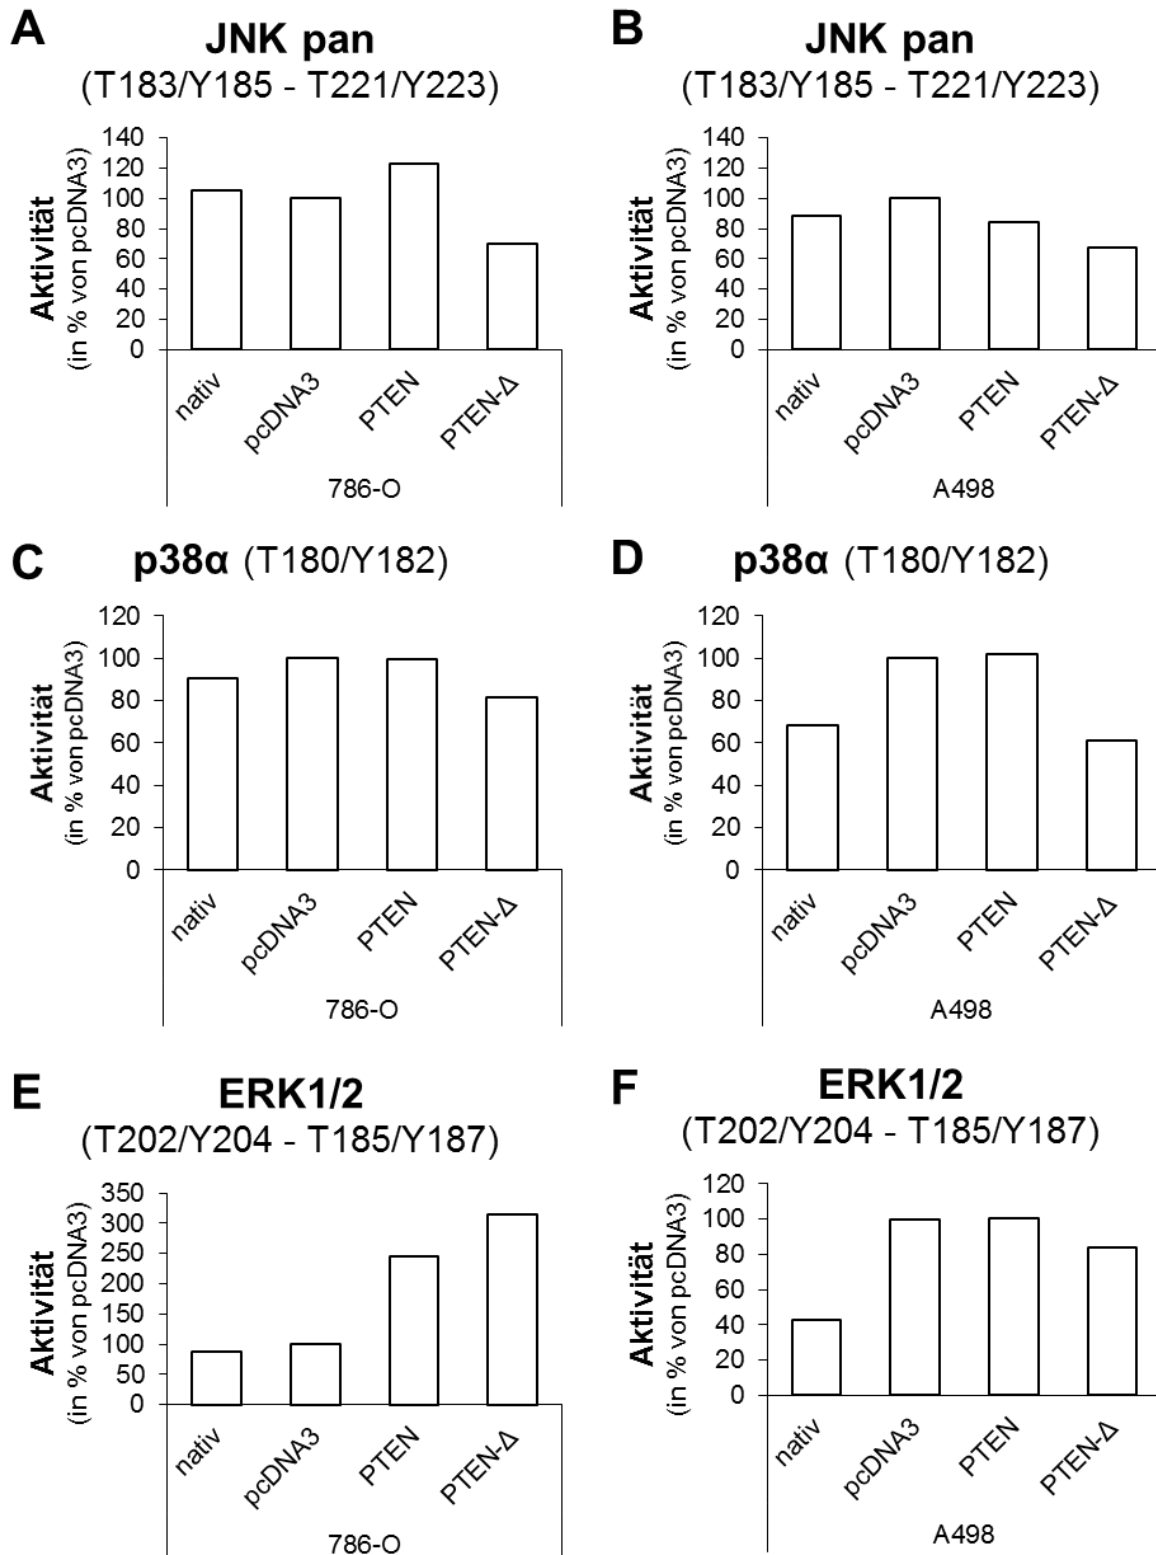 A
JNK pan
(T183/Y185 - T221/Y223)
Aktivität
(in % von pcDNA3)
140
120
100
80
60
40
20
0
nativ
pcDNA3
PTEN
PTEN-Δ
786-O
B
JNK pan
(T183/Y185 - T221/Y223)
Aktivität
(in % von pcDNA3)
140
120
100
80
60
40
20
0
nativ
pcDNA3
PTEN
PTEN-Δ
A498
C
p38α (T180/Y182)
Aktivität
(in % von pcDNA3)
120
100
80
60
40
20
0
nativ
pcDNA3
PTEN
PTEN-Δ
786-O
D
p38α (T180/Y182)
Aktivität
(in % von pcDNA3)
120
100
80
60
40
20
0
nativ
pcDNA3
PTEN
PTEN-Δ
A498
E
ERK1/2
(T202/Y204 - T185/Y187)
Aktivität
(in % von pcDNA3)
350
300
250
200
150
100
50
0
nativ
pcDNA3
PTEN
PTEN-Δ
786-O
F
ERK1/2
(T202/Y204 - T185/Y187)
Aktivität
(in % von pcDNA3)
120
100
80
60
40
20
0
nativ
pcDNA3
PTEN
PTEN-Δ
A498